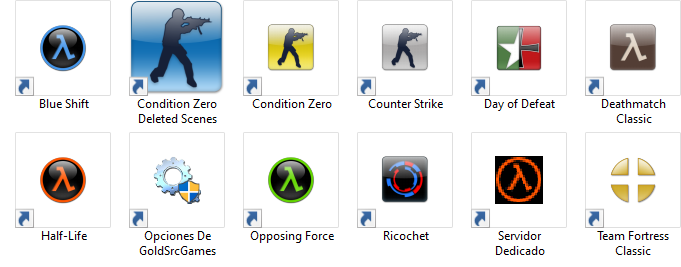 Blue Shift
Condition Zero
Deleted Scenes
Condition Zero
Counter Strike
Day of Defeat
Deathmatch
Classic
Half-Life
Opciones De
GoldSrcGames
Opposing Force
Ricochet
Servidor
Dedicado
Team Fortress
Classic